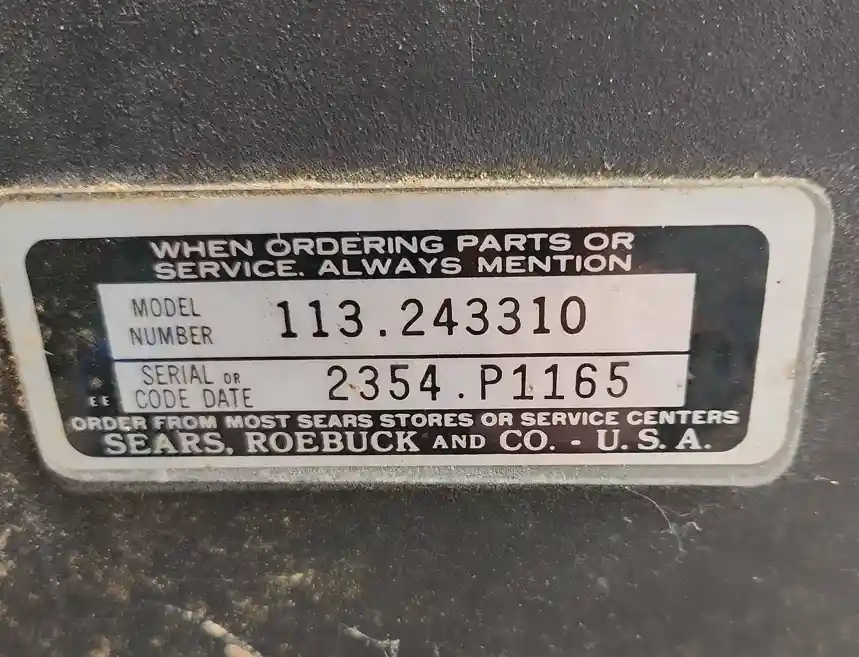 WHEN ORDERING PARTS OR
SERVICE. ALWAYS MENTION
MODEL
NUMBER 113.243310
SERIAL OR
CODE DATE 2354.P1165
EE
ORDER FROM MOST SEARS STORES OR SERVICE CENTERS
SEARS, ROEBUCK AND CO. - U.S.A.